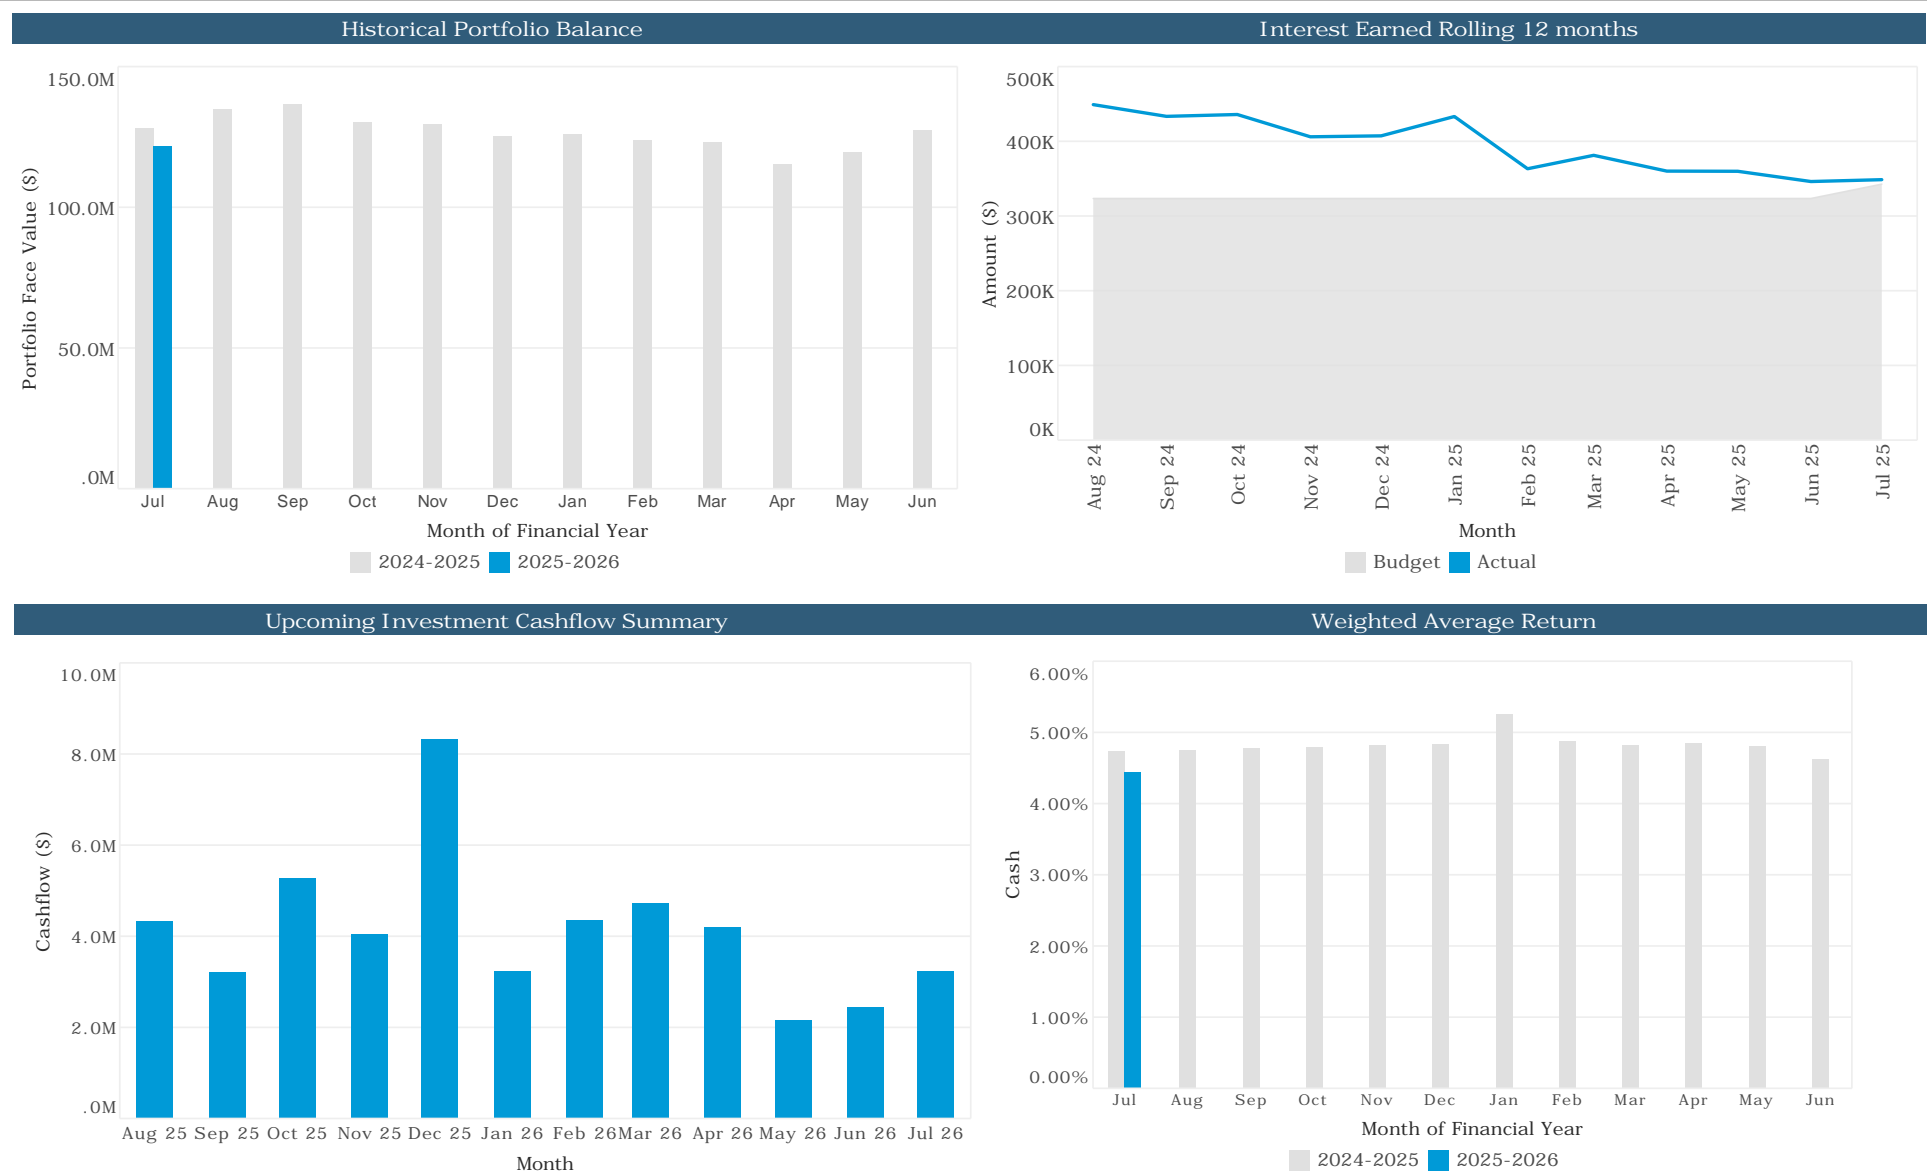 Historical Portfolio Balance
Interest Earned Rolling 12 months
Portfolio Face Value ($)
150.0M
100.0M
50.0M
.0M
Jul Aug Sep Oct Nov Dec Jan Feb Mar Apr May Jun
Month of Financial Year
2024-2025 2025-2026
Amount ($)
500K
400K
300K
200K
100K
0K
Aug 24 Sep 24 Oct 24 Nov 24 Dec 24 Jan 25 Feb 25 Mar 25 Apr 25 May 25 Jun 25 Jul 25
Month
Budget Actual
Upcoming Investment Cashflow Summary
Weighted Average Return
Cashflow ($)
10.0M
8.0M
6.0M
4.0M
2.0M
.0M
Aug 25 Sep 25 Oct 25 Nov 25 Dec 25 Jan 26 Feb 26 Mar 26 Apr 26 May 26 Jun 26 Jul 26
Month
Cash
6.00%
5.00%
4.00%
3.00%
2.00%
1.00%
0.00%
Jul Aug Sep Oct Nov Dec Jan Feb Mar Apr May Jun
Month of Financial Year
2024-2025 2025-2026